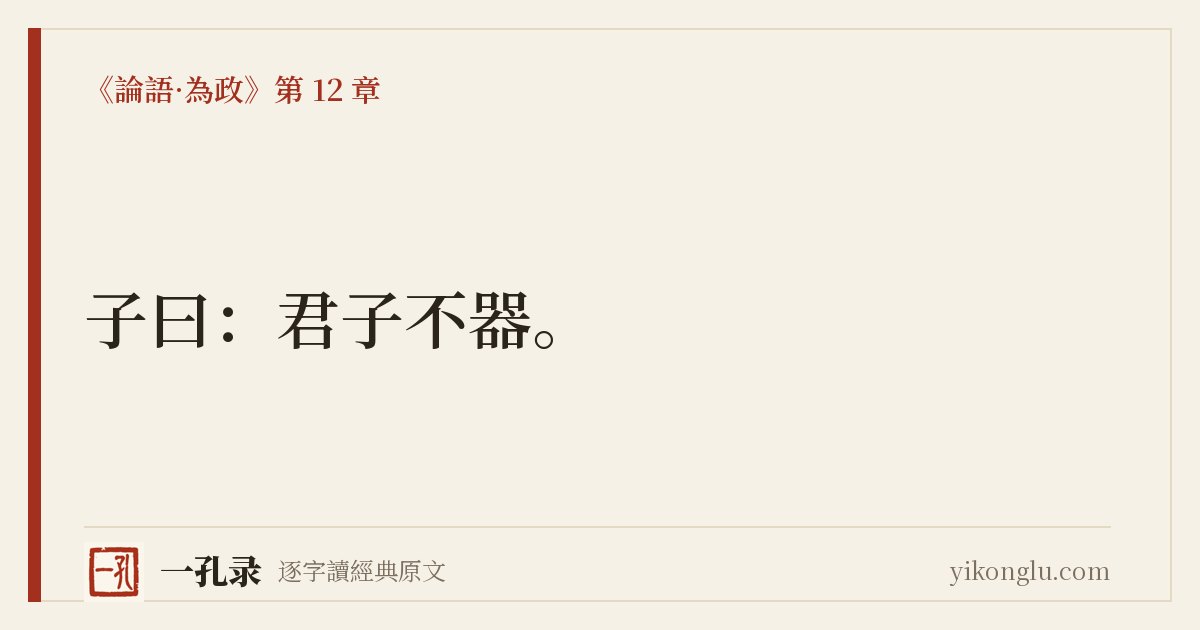 《論語·為政》第 12 章
子曰：君子不器。
一孔
一孔录 逐字讀經典原文
yikonglu.com